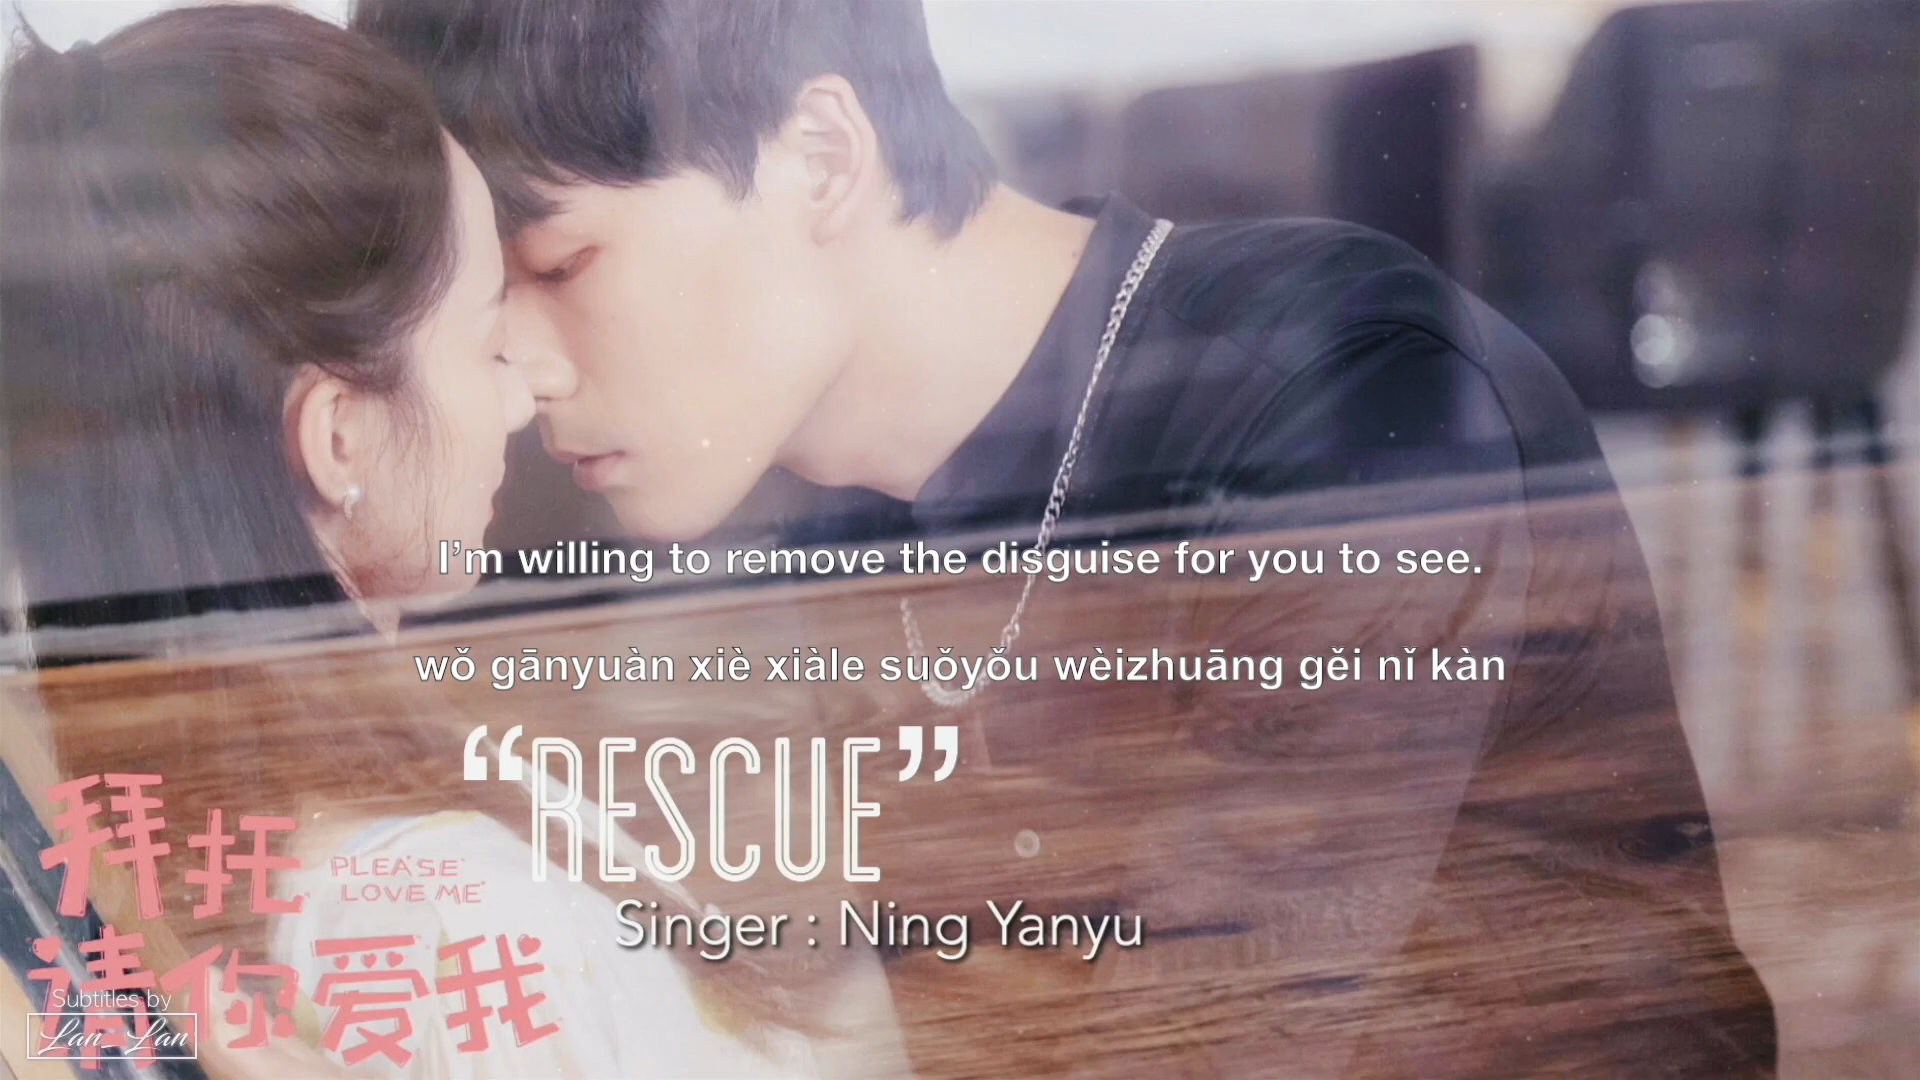 I’m willing to remove the disguise for you to see.
wǒ gānyuàn xiè xiàle suǒyǒu wèizhuāng gěi nǐ kàn
“RESCUE”
Singer : Ning Yanyu
拜托
PLEASE
LOVE ME
请你爱我
Subtitles by
Lan_Lan